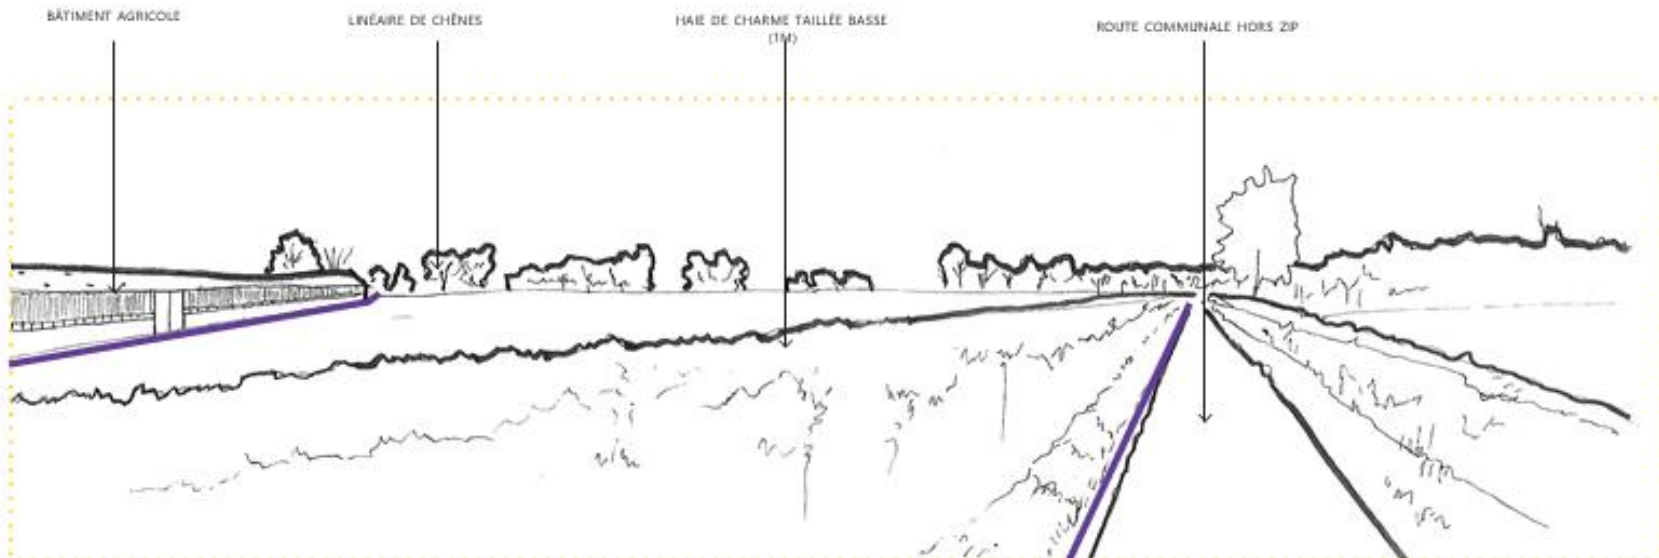 BÂTIMENT AGRICOLE
LINÉAIRE DE CHÊNES
HAIE DE CHARME TAILLÉE BASSE
(1M)
ROUTE COMMUNALE HORS ZIP